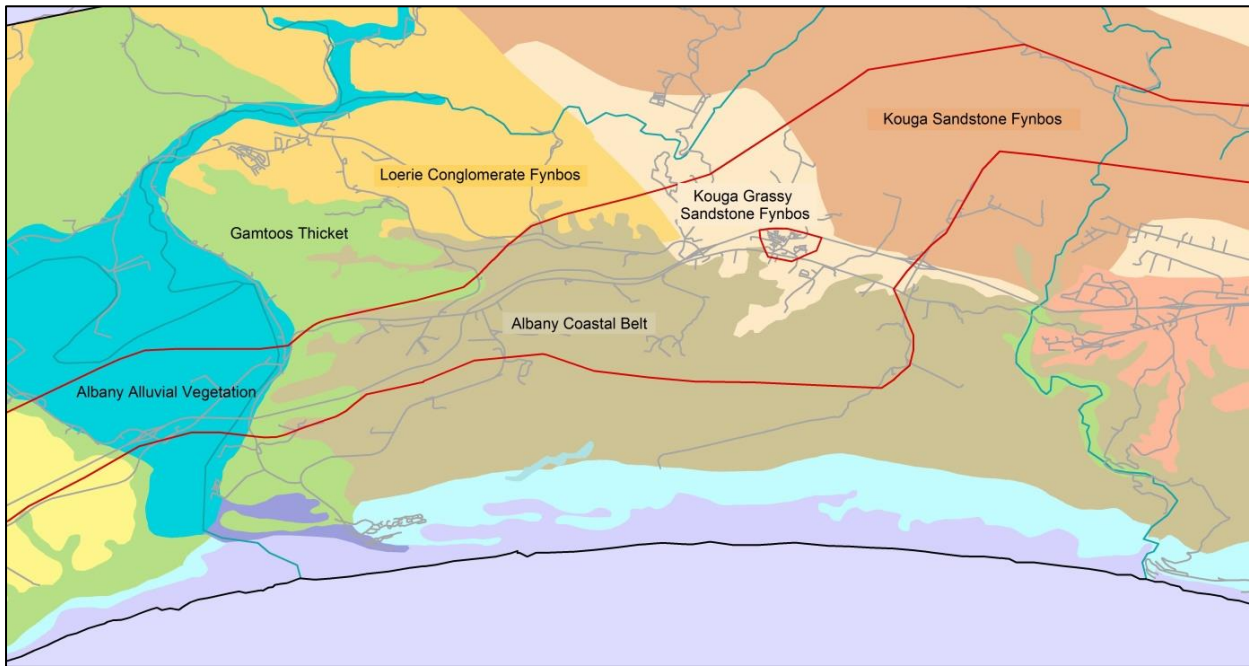 Kouga Sandstone Fynbos
Loerie Conglomerate Fynbos
Kouga Grassy
Sandstone Fynbos
Gamtoos Thicket
Albany Coastal Belt
Albany Alluvial Vegetation